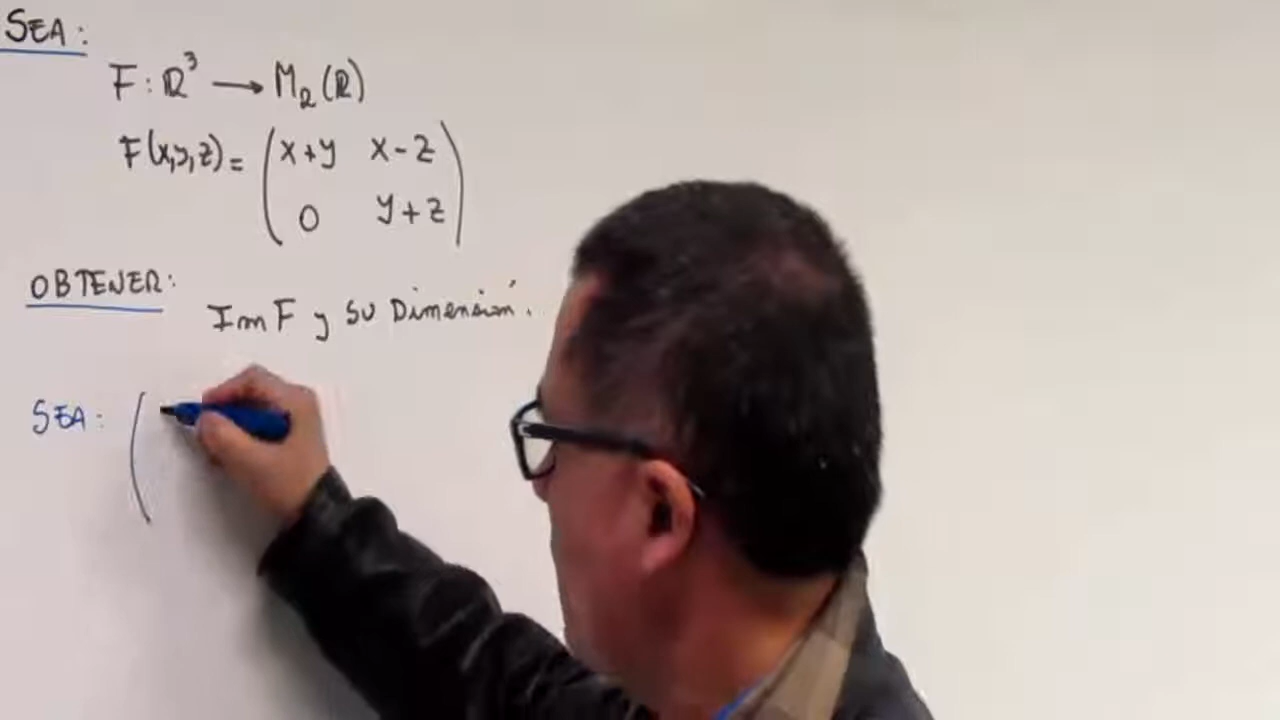 SEA:
F: ℝ³ → M₂(ℝ)
F(x,y,z) = ( x+y x-z
0 y+z )
OBTENER:
Im F y su Dimensión.
SEA: (